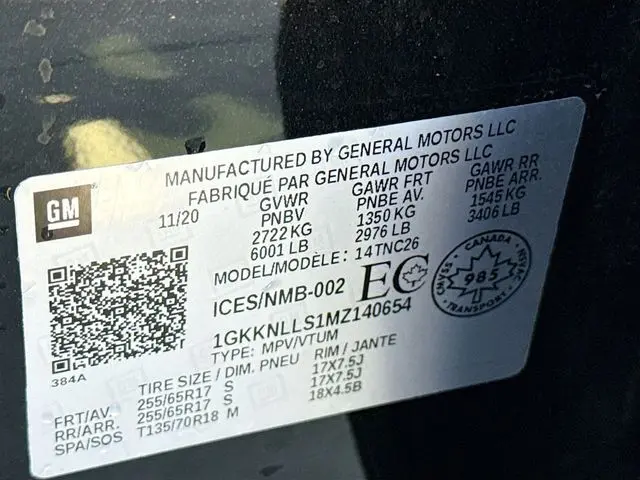 GM
MANUFACTURED BY GENERAL MOTORS LLC
FABRIQUÉ PAR GENERAL MOTORS LLC
11/20 GVWR GAWR FRT GAWR RR
PNBV PNBE AV. PNBE ARR.
2722 KG 1350 KG 1545 KG
6001 LB 2976 LB 3406 LB
MODEL/MODÈLE: 14TNC26
ICES/NMB-002 EC
CANADA
985
TRANSPORT
CMVSS
NSVAC
1GKKNLLS1MZ140654
TYPE: MPV/VTUM
384A
TIRE SIZE / DIM. PNEU RIM / JANTE
FRT/AV. 255/65R17 S 17X7.5J
RR/ARR. 255/65R17 S 17X7.5J
SPA/SOS T135/70R18 M 18X4.5B